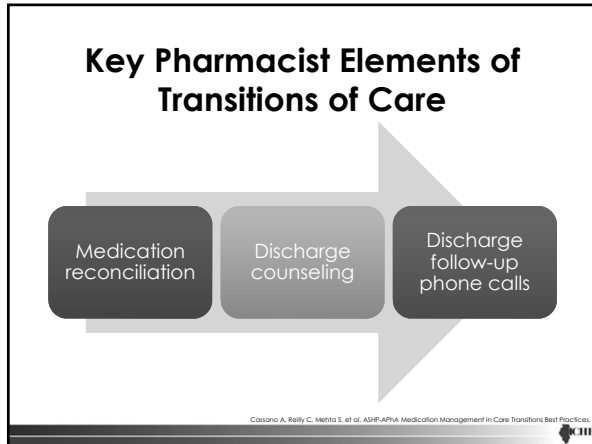 Key Pharmacist Elements of
Transitions of Care
Medication
reconciliation
Discharge
counseling
Discharge
follow-up
phone calls
Cassano A, Reilly C, Mehta S, et al. ASHP-APhA Medication Management in Care Transitions Best Practices.
ICHP